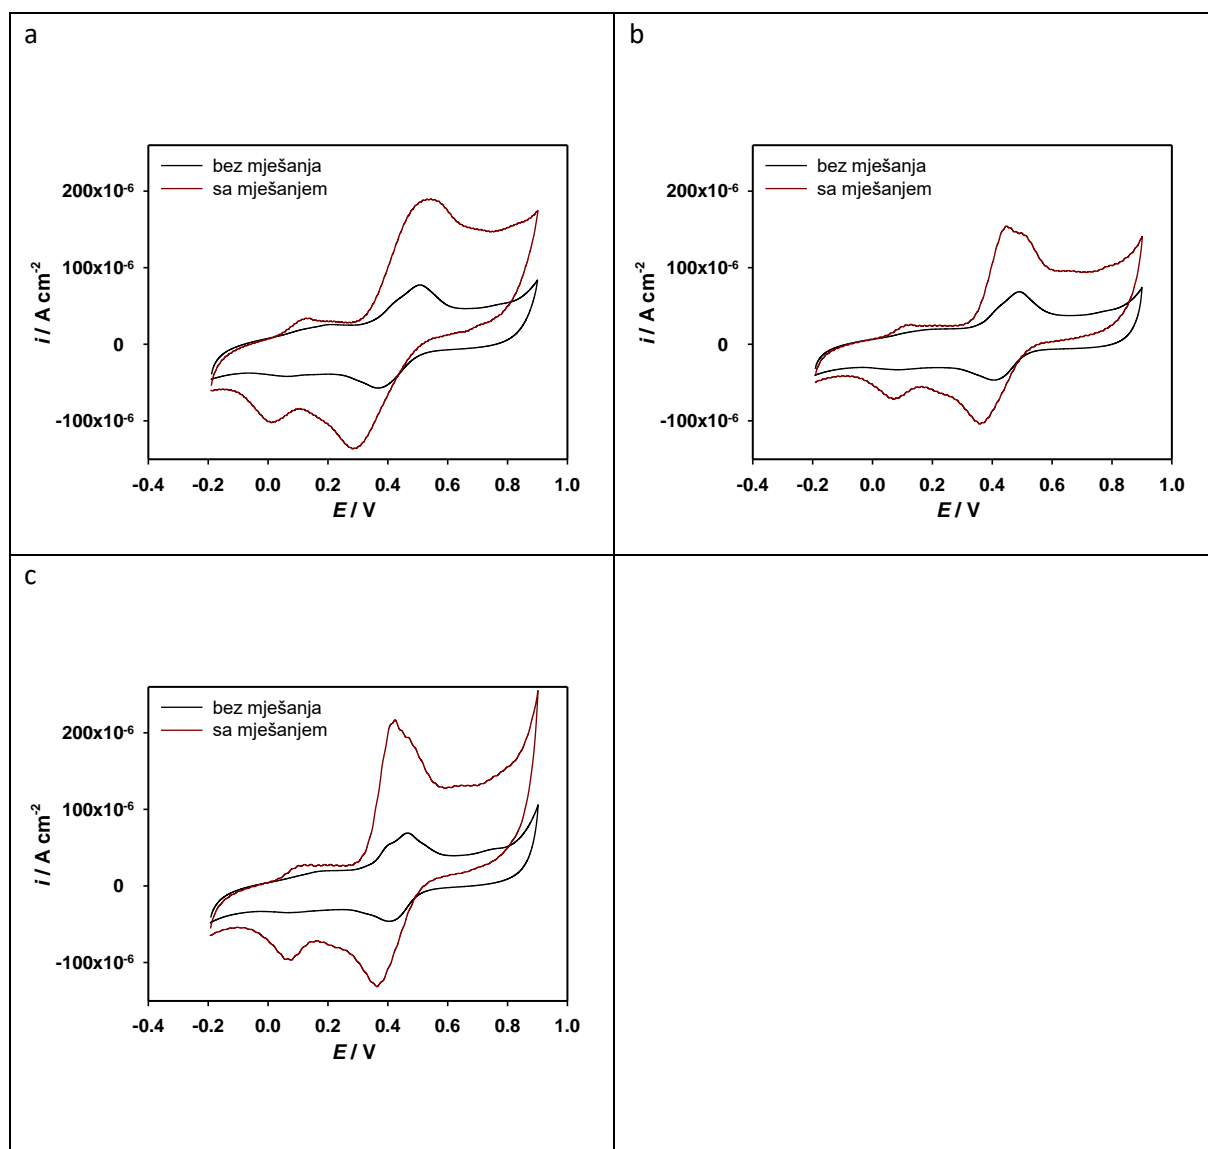 a
bez mješanja
sa mješanjem
200x10-6
100x10-6
0
-100x10-6
i / A cm-2
-0.4 -0.2 0.0 0.2 0.4 0.6 0.8 1.0
E / V
b
bez mješanja
sa mješanjem
200x10-6
100x10-6
0
-100x10-6
i / A cm-2
-0.4 -0.2 0.0 0.2 0.4 0.6 0.8 1.0
E / V
c
bez mješanja
sa mješanjem
200x10-6
100x10-6
0
-100x10-6
i / A cm-2
-0.4 -0.2 0.0 0.2 0.4 0.6 0.8 1.0
E / V